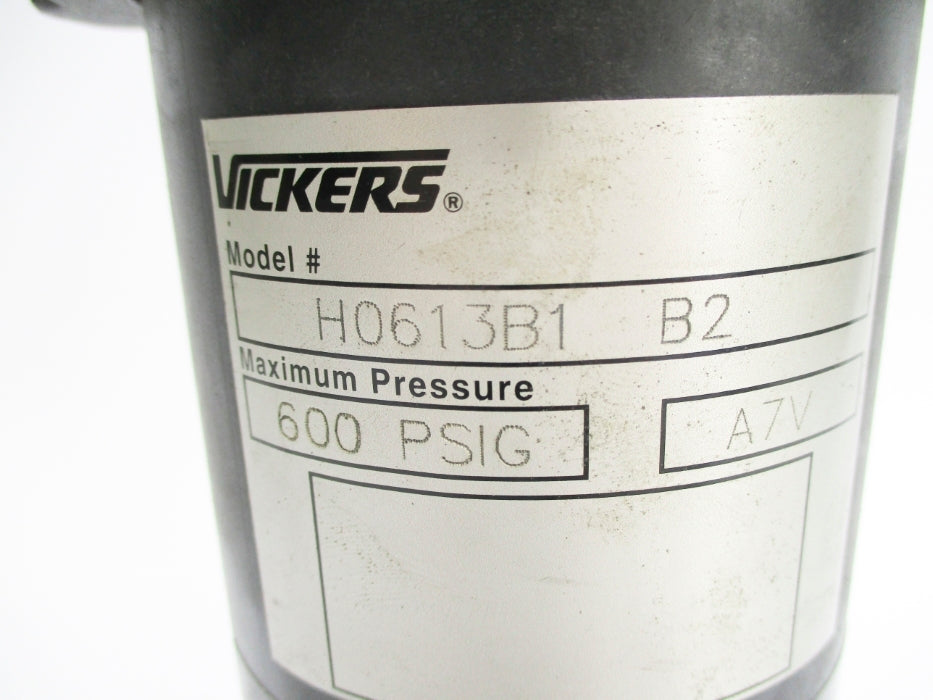 VICKERS®
Model #
H0613B1 B2
Maximum Pressure
600 PSIG A7V